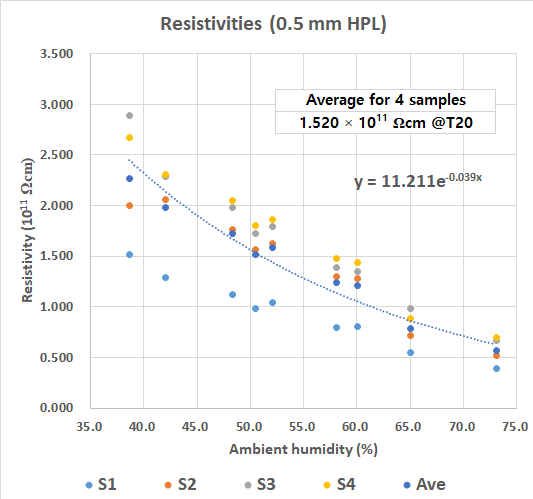 Resistivities (0.5 mm HPL)
3.500
3.000
2.500
2.000
1.500
1.000
0.500
0.000
Resistivity (10¹¹ Ωcm)
Average for 4 samples
1.520 × 10¹¹ Ωcm @T20
y = 11.211e⁻⁰·⁰³⁹ˣ
35.0 40.0 45.0 50.0 55.0 60.0 65.0 70.0 75.0
Ambient humidity (%)
S1 S2 S3 S4 Ave